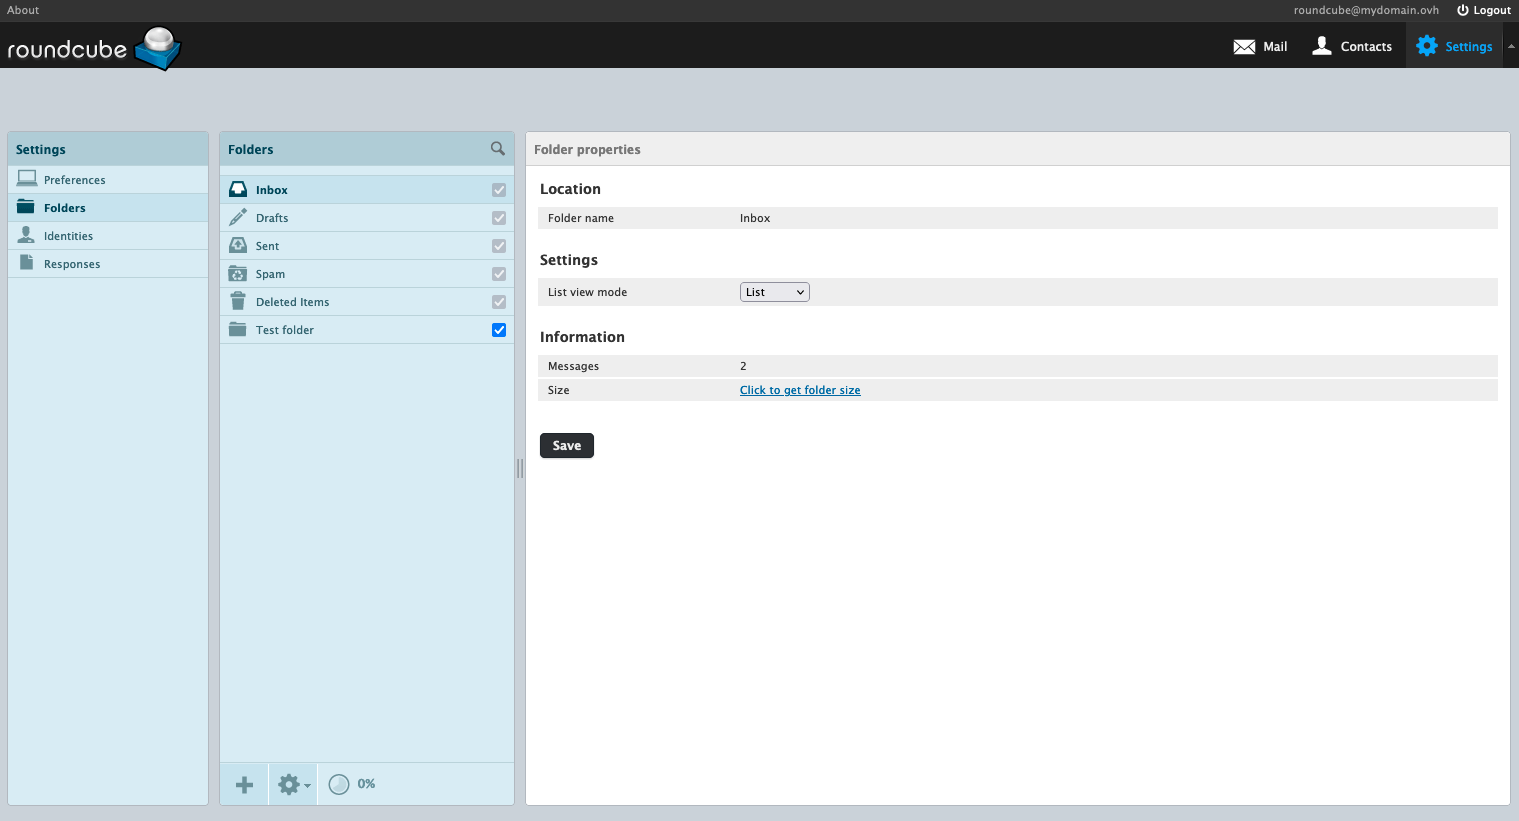 About
roundcube@mydomain.ovh Logout
roundcube
Mail Contacts Settings
Settings
Preferences
Folders
Identities
Responses
Folders
Inbox
Drafts
Sent
Spam
Deleted Items
Test folder
0%
Folder properties
Location
Folder name Inbox
Settings
List view mode List
Information
Messages 2
Size Click to get folder size
Save